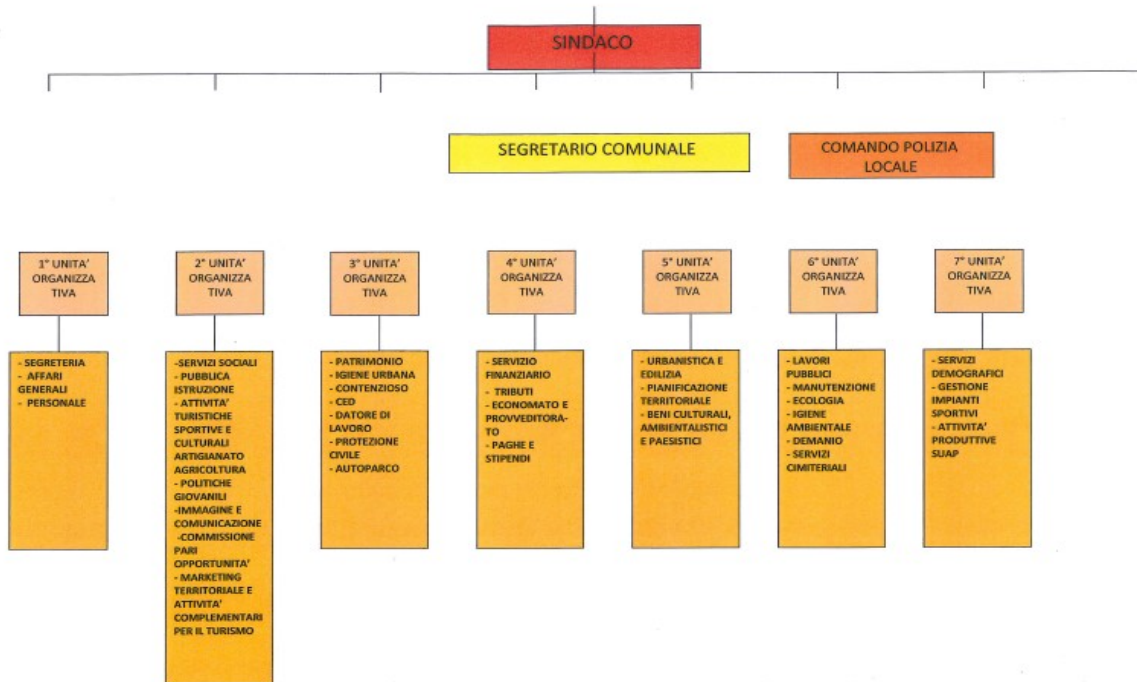 SINDACO
SEGRETARIO COMUNALE
COMANDO POLIZIA
LOCALE
1° UNITA'
ORGANIZZA
TIVA
2° UNITA'
ORGANIZZA
TIVA
3° UNITA'
ORGANIZZA
TIVA
4° UNITA'
ORGANIZZA
TIVA
5° UNITA'
ORGANIZZA
TIVA
6° UNITA'
ORGANIZZA
TIVA
7° UNITA'
ORGANIZZA
TIVA
- SEGRETERIA
- AFFARI
GENERALI
- PERSONALE
-SERVIZI SOCIALI
- PUBBLICA
ISTRUZIONE
- ATTIVITA'
TURISTICHE
SPORTIVE E
CULTURALI
ARTIGIANATO
AGRICOLTURA
- POLITICHE
GIOVANILI
-IMMAGINE E
COMUNICAZIONE
-COMMISSIONE
PARI
OPPORTUNITA'
- MARKETING
TERRITORIALE E
ATTIVITA'
COMPLEMENTARI
PER IL TURISMO
- PATRIMONIO
- IGIENE URBANA
- CONTENZIOSO
- CED
- DATORE DI
LAVORO
- PROTEZIONE
CIVILE
- AUTOPARCO
- SERVIZIO
FINANZIARIO
- TRIBUTI
- ECONOMATO E
PROVVEDITORA-
TO
- PAGHE E
STIPENDI
- URBANISTICA E
EDILIZIA
- PIANIFICAZIONE
TERRITORIALE
- BENI CULTURALI,
AMBIENTALISTICI
E PAESISTICI
- LAVORI
PUBBLICI
- MANUTENZIONE
- ECOLOGIA
- IGIENE
AMBIENTALE
- DEMANIO
- SERVIZI
CIMITERIALI
- SERVIZI
DEMOGRAFICI
- GESTIONE
IMPIANTI
SPORTIVI
- ATTIVITA'
PRODUTTIVE
SUAP